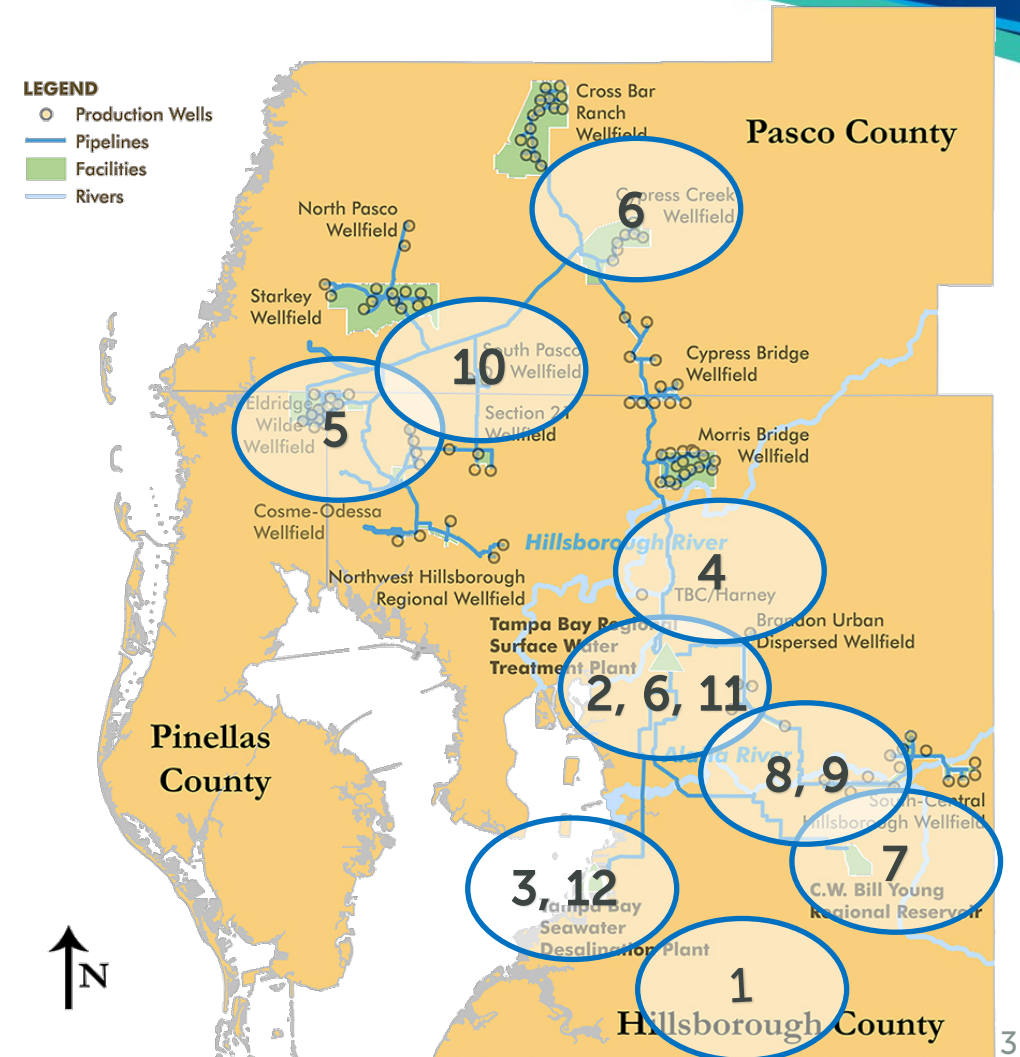 LEGEND
Production Wells
Pipelines
Facilities
Rivers
Cross Bar
Ranch
Wellfield
Pasco County
Cypress Creek
Wellfield
6
North Pasco
Wellfield
Starkey
Wellfield
South Pasco
Wellfield
10
Cypress Bridge
Wellfield
Eldridge
Wilde
Wellfield
5
Section 21
Wellfield
Morris Bridge
Wellfield
Cosme-Odessa
Wellfield
Hillsborough River
4
Northwest Hillsborough
Regional Wellfield
TBC/Harney
Tampa Bay Regional
Surface Water
Treatment Plant
Brandon Urban
Dispersed Wellfield
2, 6, 11
Pinellas
County
Alafia River
8, 9
South-Central
Hillsborough Wellfield
7
C.W. Bill Young
Regional Reservoir
3, 12
Tampa Bay
Seawater
Desalination Plant
N
1
Hillsborough County
3